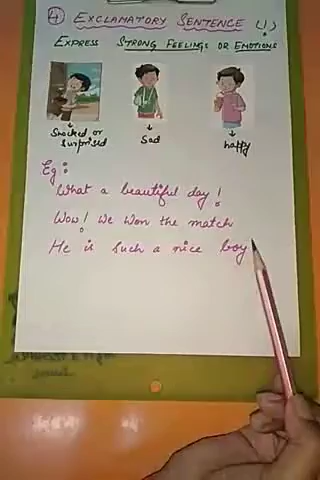 4 EXCLAMATORY SENTENCE (!)
EXPRESS STRONG FEELINGS OR EMOTIONS
Shocked or surprised
Sad
happy
Eg:
What a beautiful day!
Wow! We won the match
He is such a nice boy